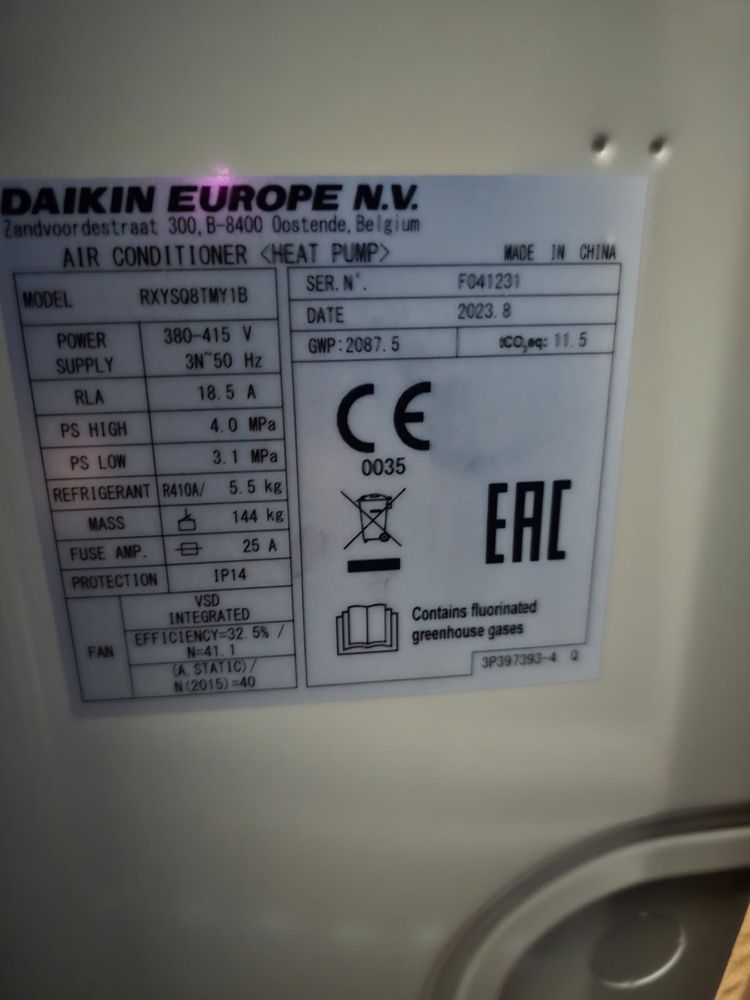 DAIKIN EUROPE N.V.
Zandvoordestraat 300, B-8400 Oostende, Belgium
AIR CONDITIONER <HEAT PUMP>
MADE IN CHINA
MODEL RXYSQ8TMY1B
POWER SUPPLY 380-415 V
3N~50 Hz
RLA 18.5 A
PS HIGH 4.0 MPa
PS LOW 3.1 MPa
REFRIGERANT R410A/ 5.5 kg
MASS 144 kg
FUSE AMP. 25 A
PROTECTION IP14
FAN
VSD
INTEGRATED
EFFICIENCY=32.5% /
N=41.1
(A. STATIC)/
N(2015)=40
SER. N°. F041231
DATE 2023. 8
GWP:2087.5 tCO₂eq: 11.5
CE
0035
EAC
Contains fluorinated
greenhouse gases
3P397393-4 Q